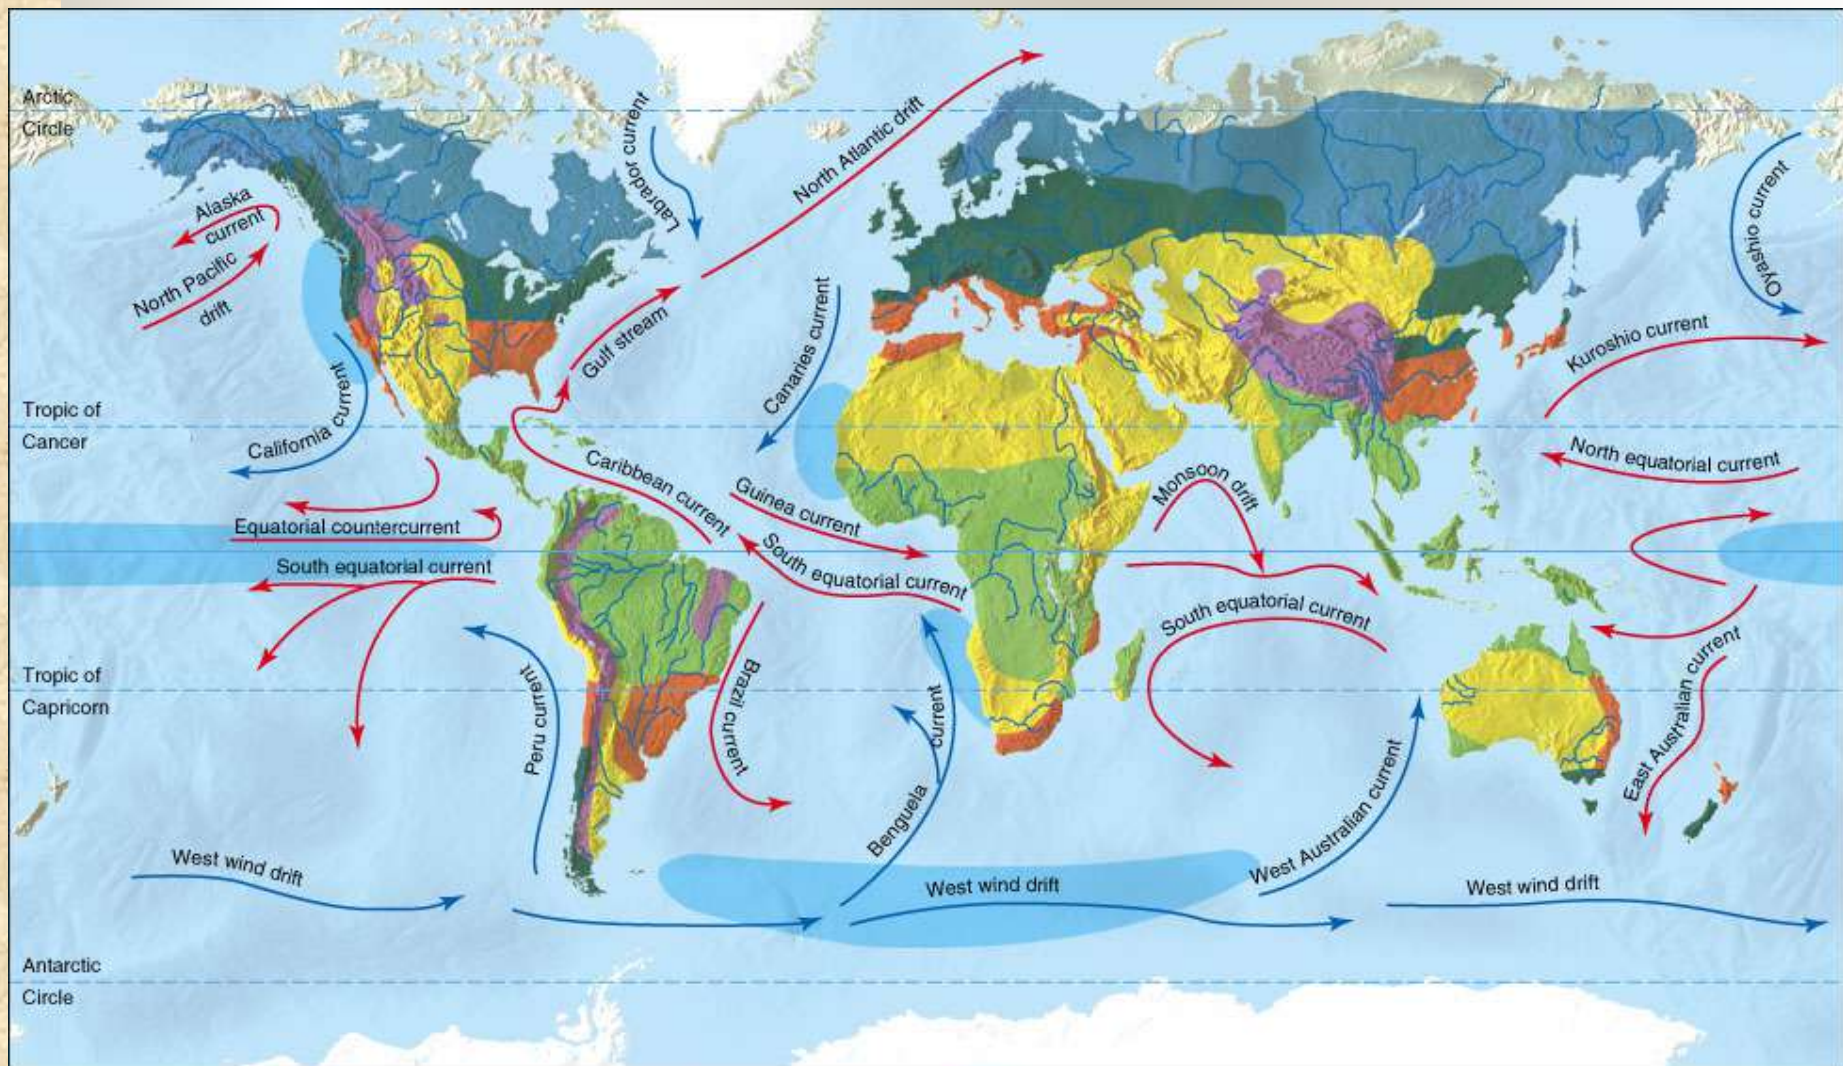 Arctic
Circle
Labrador current
North Atlantic drift
Oyashio current
Alaska
current
North Pacific
drift
Gulf stream
Canaries current
Kuroshio current
Tropic of
Cancer
California current
Caribbean current
Guinea current
Monsoon drift
North equatorial current
Equatorial countercurrent
South equatorial current
South equatorial current
South equatorial current
Tropic of
Capricorn
Peru current
Brazil current
Benguela current
West Australian current
East Australian current
West wind drift
West wind drift
West wind drift
Antarctic
Circle